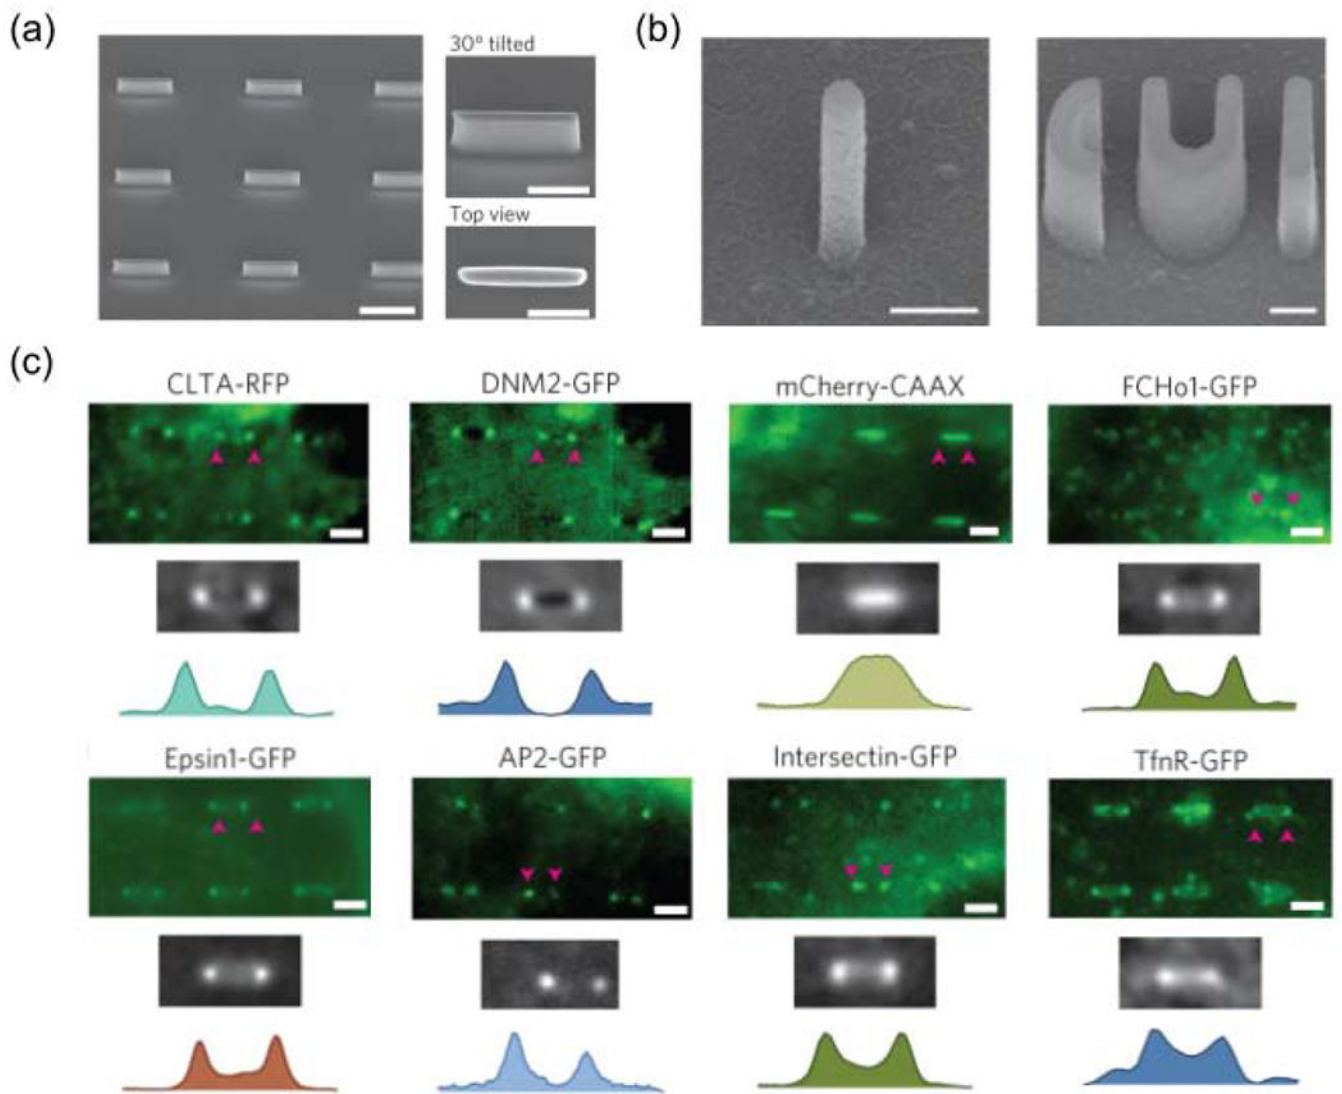 (a)
30° tilted
Top view
(b)
(c)
CLTA-RFP
DNM2-GFP
mCherry-CAAX
FCHo1-GFP
Epsin1-GFP
AP2-GFP
Intersectin-GFP
TfnR-GFP